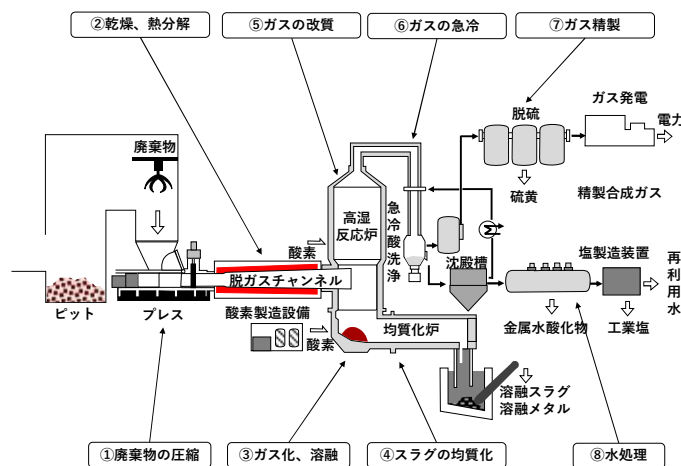 ②乾燥、熱分解
⑤ガスの改質
⑥ガスの急冷
⑦ガス精製
脱硫
ガス発電
電力
廃棄物
硫黄
精製合成ガス
高湿
反応炉
急冷酸洗浄
酸素
沈殿槽
塩製造装置
再利用水
脱ガスチャンネル
ピット
プレス
酸素製造設備
酸素
均質化炉
金属水酸化物
工業塩
溶融スラグ
溶融メタル
①廃棄物の圧縮
③ガス化、溶融
④スラグの均質化
⑧水処理